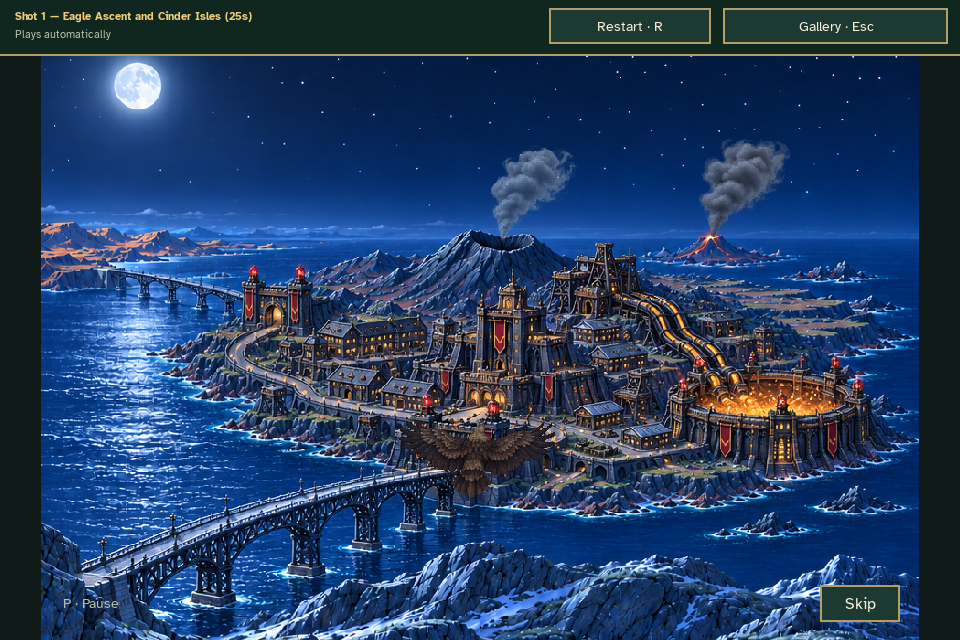 Shot 1 — Eagle Ascent and Cinder Isles (25s)
Plays automatically
Restart · R
Gallery · Esc
P · Pause
Skip